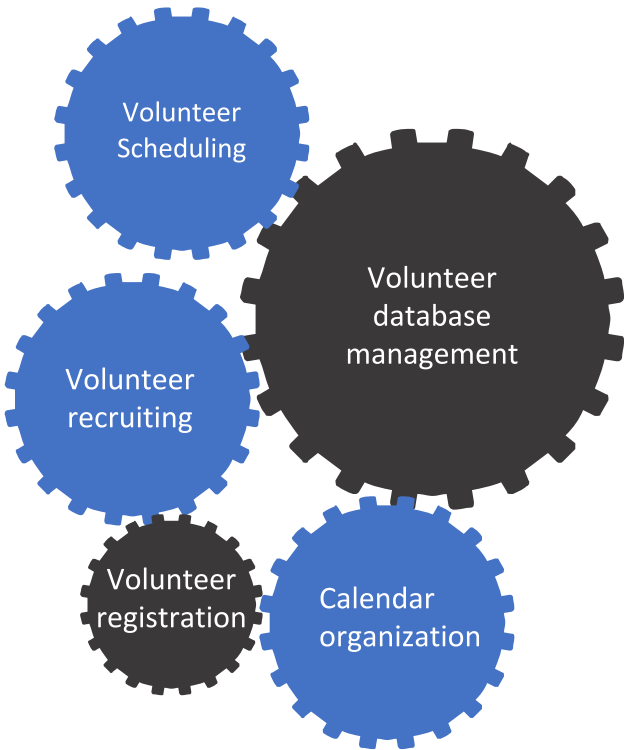 Volunteer
Scheduling
Volunteer
database
management
Volunteer
recruiting
Volunteer
registration
Calendar
organization